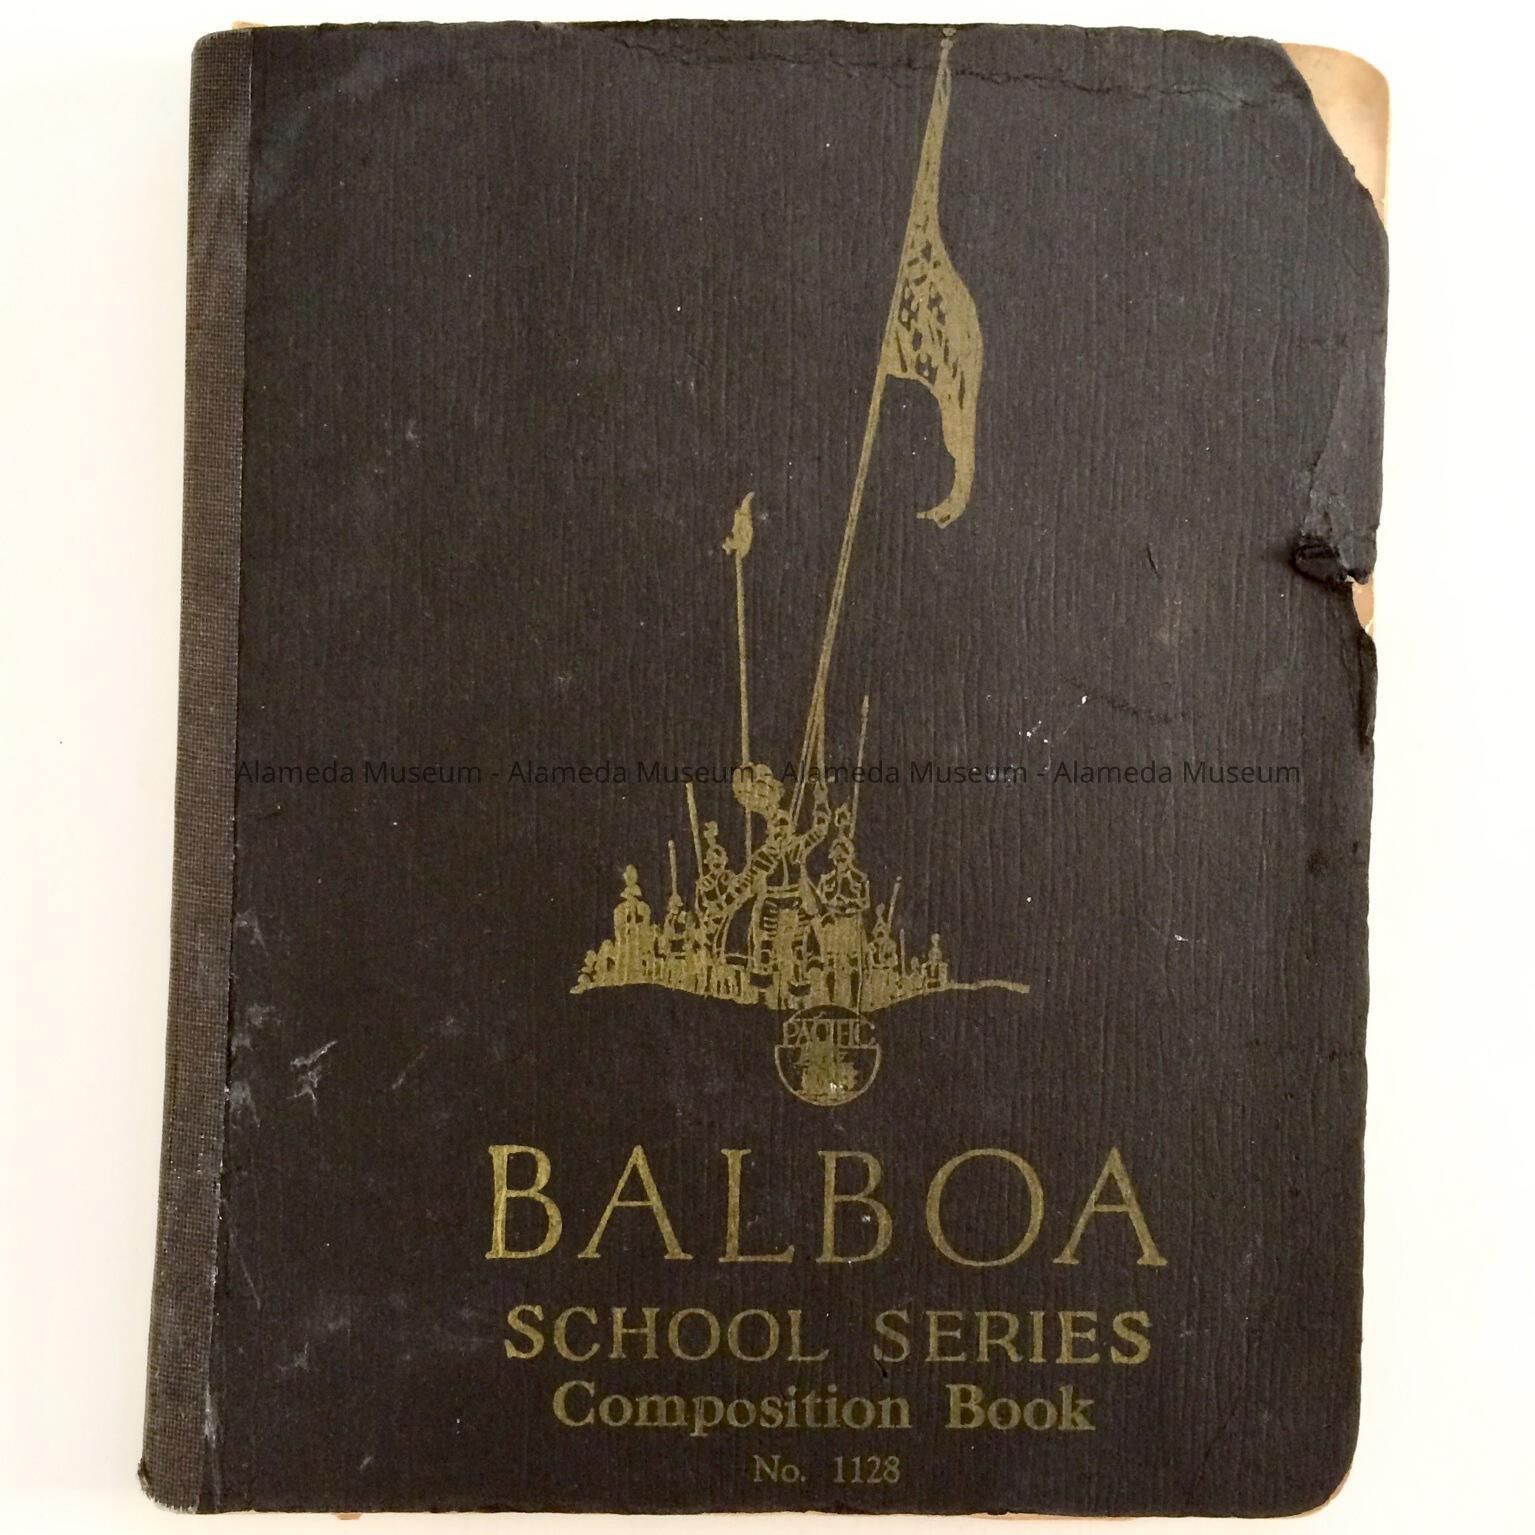 Alameda Museum - Alameda Museum - Alameda Museum - Alameda Museum
PACIFIC
BALBOA
SCHOOL SERIES
Composition Book
No. 1128